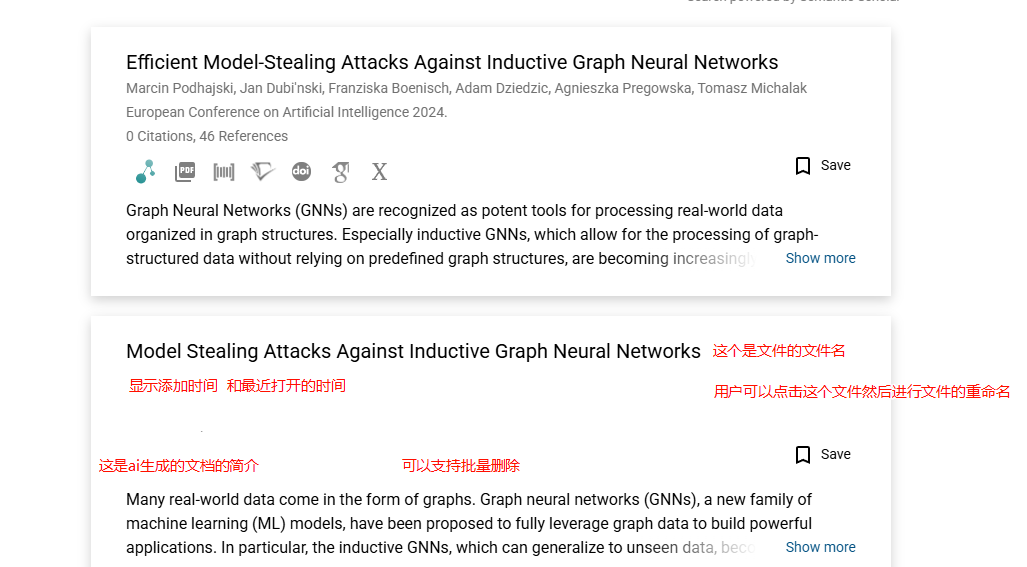 Search powered by Semantic Scholar
Efficient Model-Stealing Attacks Against Inductive Graph Neural Networks
Marcin Podhajski, Jan Dubi'nski, Franziska Boenisch, Adam Dziedzic, Agnieszka Pregowska, Tomasz Michalak
European Conference on Artificial Intelligence 2024.
0 Citations, 46 References
PDF
doi
X
Save
Graph Neural Networks (GNNs) are recognized as potent tools for processing real-world data
organized in graph structures. Especially inductive GNNs, which allow for the processing of graph-
structured data without relying on predefined graph structures, are becoming increasingly Show more
Model Stealing Attacks Against Inductive Graph Neural Networks 这个是文件的文件名
显示添加时间 和最近打开的时间
用户可以点击这个文件然后进行文件的重命名
Save
这是ai生成的文档的简介 可以支持批量删除
Many real-world data come in the form of graphs. Graph neural networks (GNNs), a new family of
machine learning (ML) models, have been proposed to fully leverage graph data to build powerful
applications. In particular, the inductive GNNs, which can generalize to unseen data, beco Show more